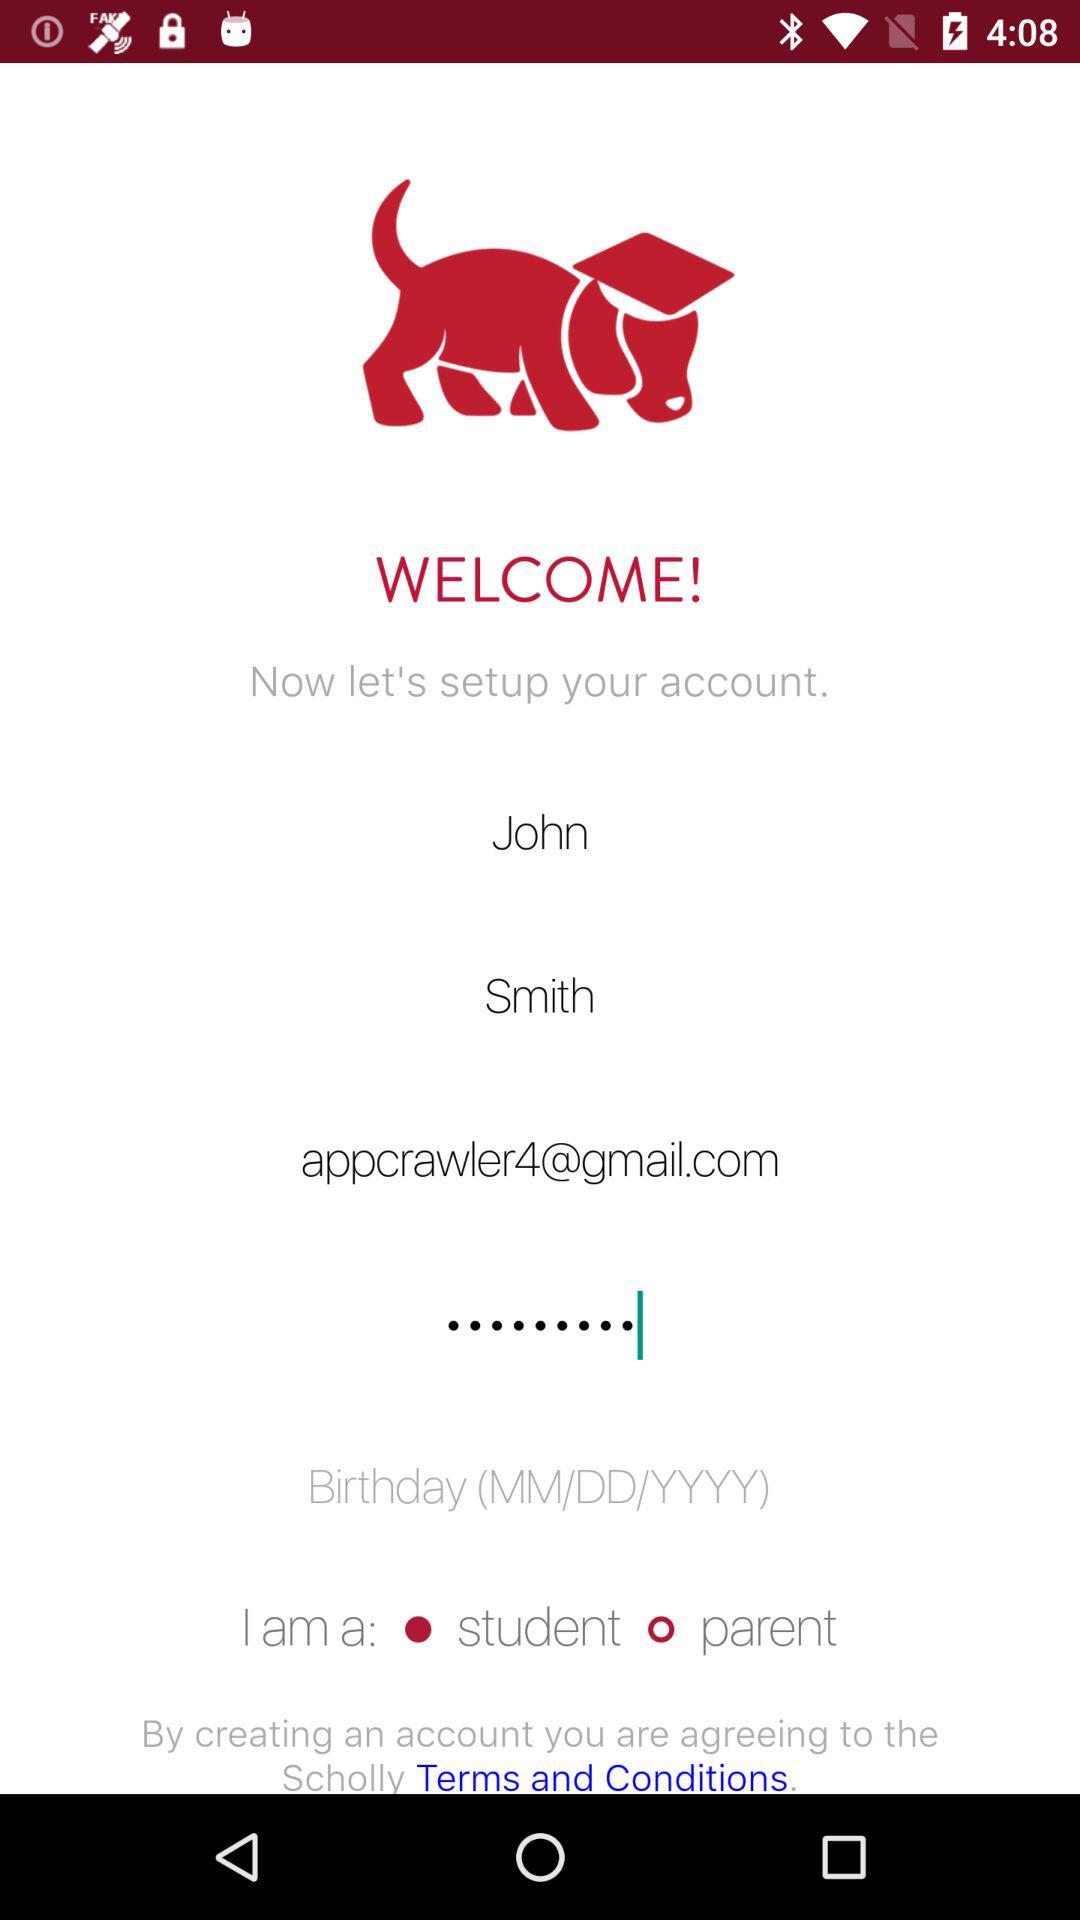 FAKE
4:08
WELCOME!
Now let's setup your account.
John
Smith
appcrawler4@gmail.com
•••••••••
Birthday (MM/DD/YYYY)
I am a: student parent
By creating an account you are agreeing to the
Scholly Terms and Conditions.